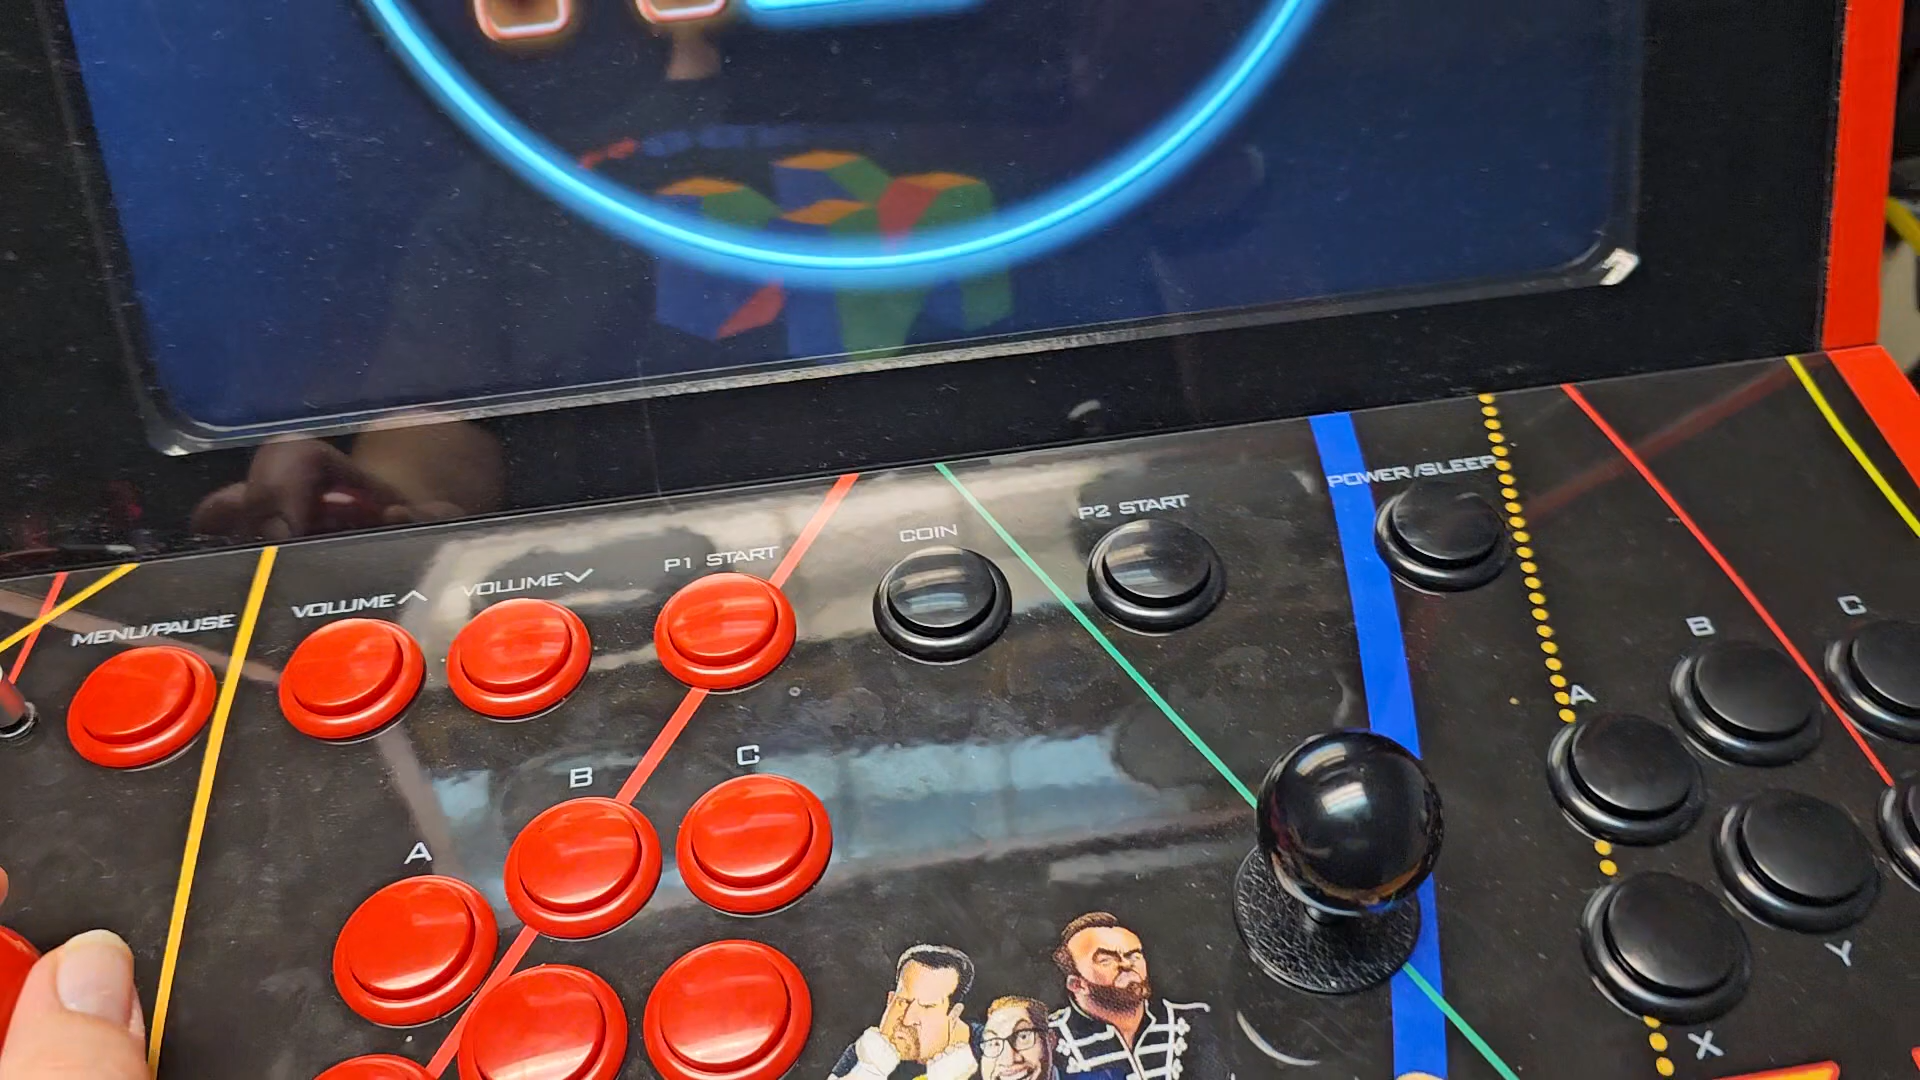 POWER/SLEEP
P2 START
COIN
P1 START
VOLUME
VOLUME
MENU/PAUSE
C
B
A
C
B
A
Y
X